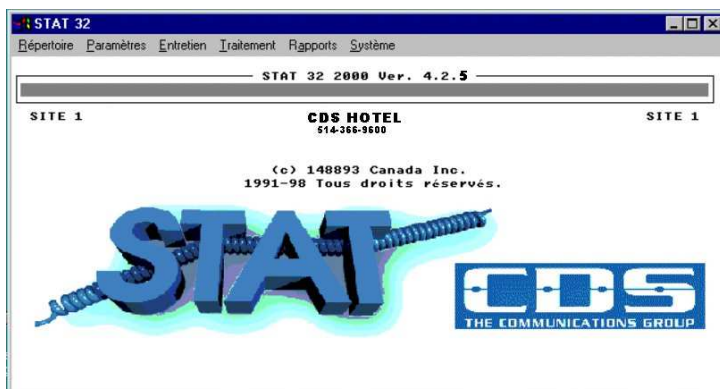 STAT 32
Répertoire Paramètres Entretien Traitement Rapports Système
STAT 32 2000 Ver. 4.2.5
SITE 1 CDS HOTEL SITE 1
514-366-9600
(c) 148893 Canada Inc.
1991-98 Tous droits réservés.
STAT
CDS
THE COMMUNICATIONS GROUP